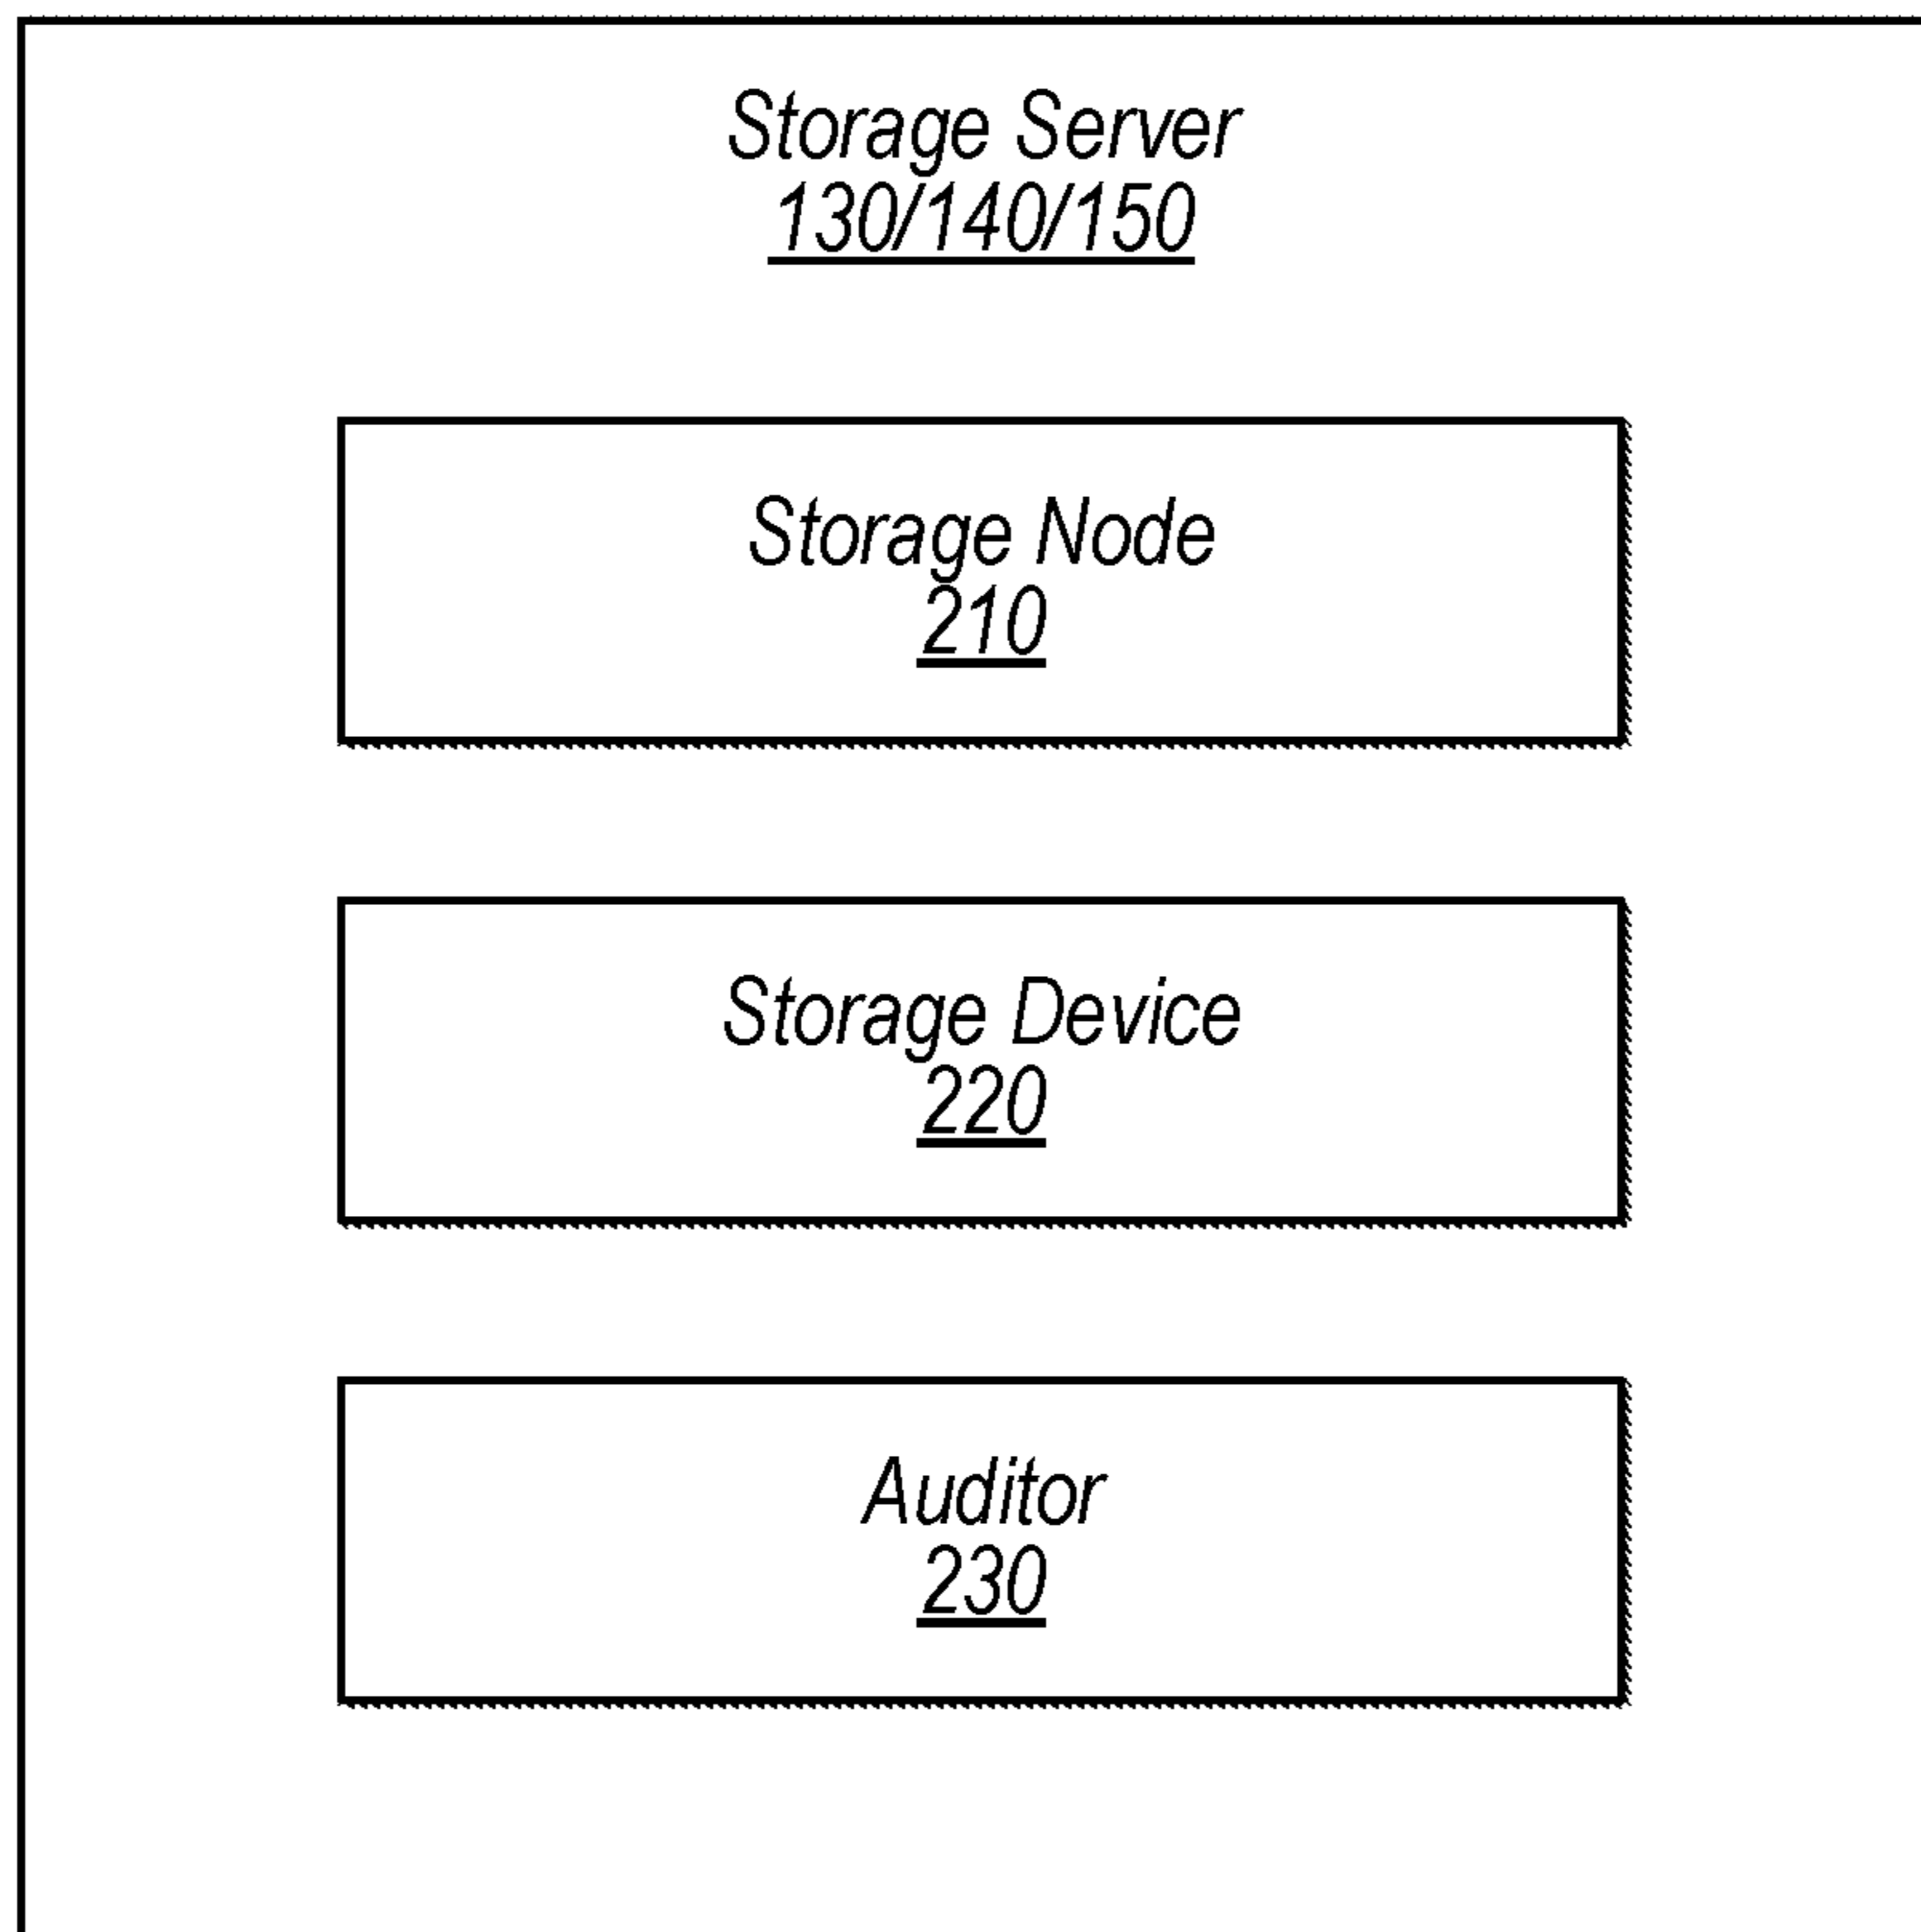 Storage Server
130/140/150
Storage Node
210
Storage Device
220
Auditor
230